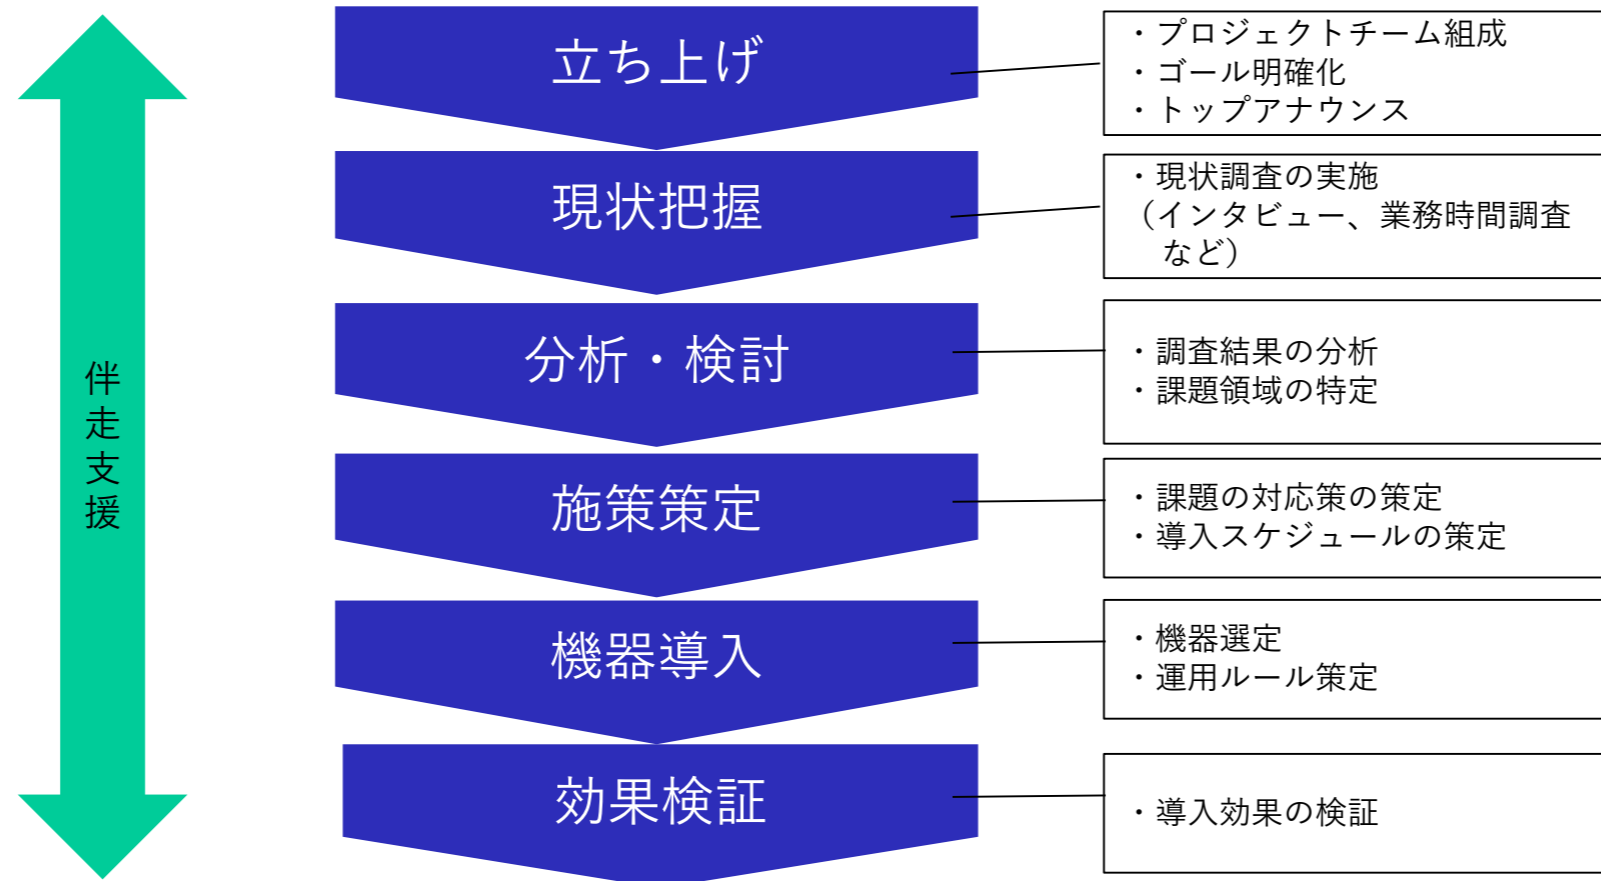 伴走支援
立ち上げ
・プロジェクトチーム組成
・ゴール明確化
・トップアナウンス
現状把握
・現状調査の実施
（インタビュー、業務時間調査
など）
分析・検討
・調査結果の分析
・課題領域の特定
施策策定
・課題の対応策の策定
・導入スケジュールの策定
機器導入
・機器選定
・運用ルール策定
効果検証
・導入効果の検証